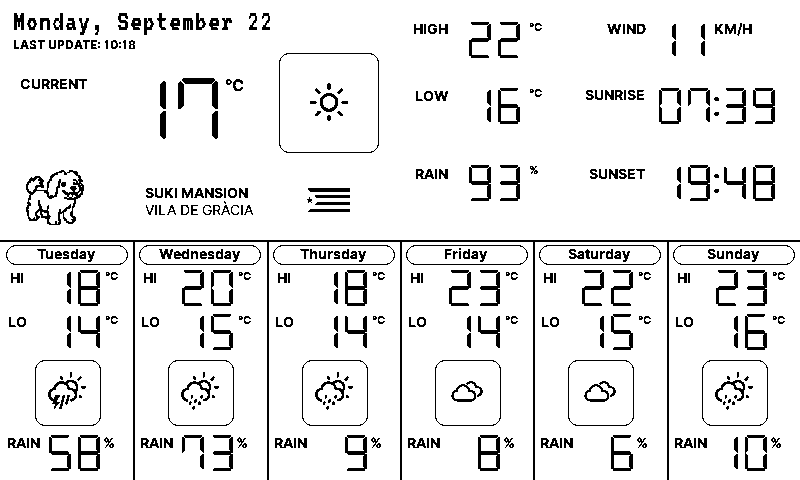 Monday, September 22
LAST UPDATE: 10:18
CURRENT 17 °C
SUKI MANSION
VILA DE GRÀCIA
HIGH 22 °C
LOW 16 °C
RAIN 93 %
WIND 11 KM/H
SUNRISE 07:39
SUNSET 19:48
Tuesday
HI 18 °C
LO 14 °C
RAIN 58 %
Wednesday
HI 20 °C
LO 15 °C
RAIN 73 %
Thursday
HI 18 °C
LO 14 °C
RAIN 9 %
Friday
HI 23 °C
LO 14 °C
RAIN 8 %
Saturday
HI 22 °C
LO 15 °C
RAIN 6 %
Sunday
HI 23 °C
LO 16 °C
RAIN 10 %